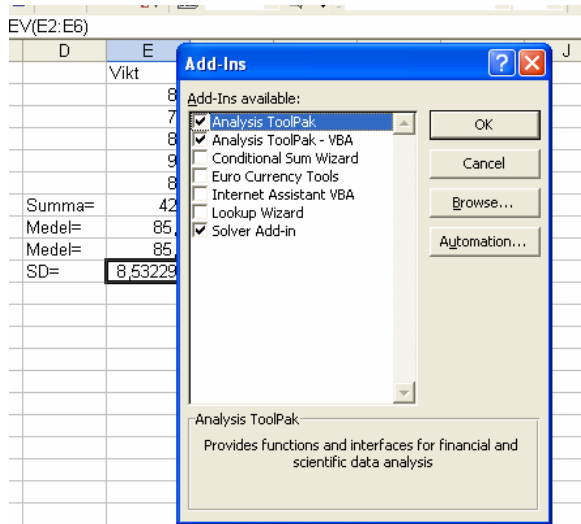 EV(E2:E6)
D E J
Vikt
8
7
8
9
8
Summa= 42
Medel= 85,
Medel= 85,
SD= 8,53229
Add-Ins
Add-Ins available:
Analysis ToolPak
Analysis ToolPak - VBA
Conditional Sum Wizard
Euro Currency Tools
Internet Assistant VBA
Lookup Wizard
Solver Add-in
OK
Cancel
Browse...
Automation...
Analysis ToolPak
Provides functions and interfaces for financial and
scientific data analysis